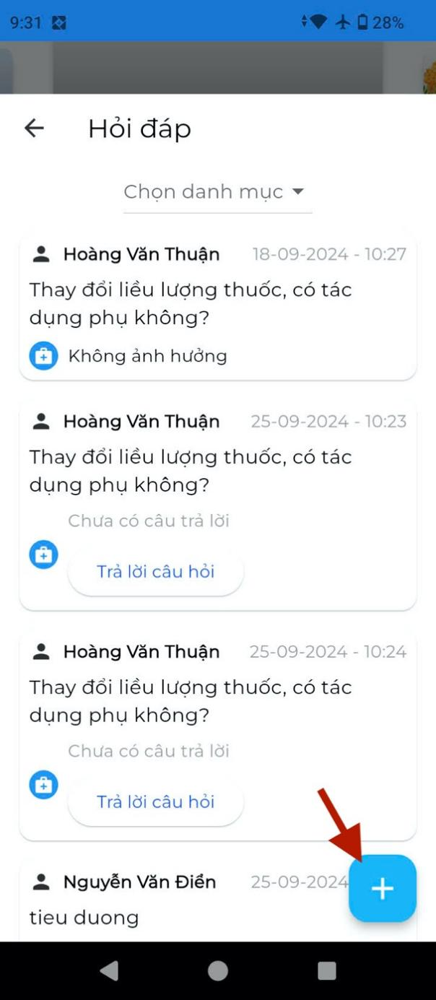 9:31 28%
Hỏi đáp
Chọn danh mục
Hoàng Văn Thuận 18-09-2024 - 10:27
Thay đổi liều lượng thuốc, có tác
dụng phụ không?
Không ảnh hưởng
Hoàng Văn Thuận 25-09-2024 - 10:23
Thay đổi liều lượng thuốc, có tác
dụng phụ không?
Chưa có câu trả lời
Trả lời câu hỏi
Hoàng Văn Thuận 25-09-2024 - 10:24
Thay đổi liều lượng thuốc, có tác
dụng phụ không?
Chưa có câu trả lời
Trả lời câu hỏi
Nguyễn Văn Điển 25-09-2024
tieu duong